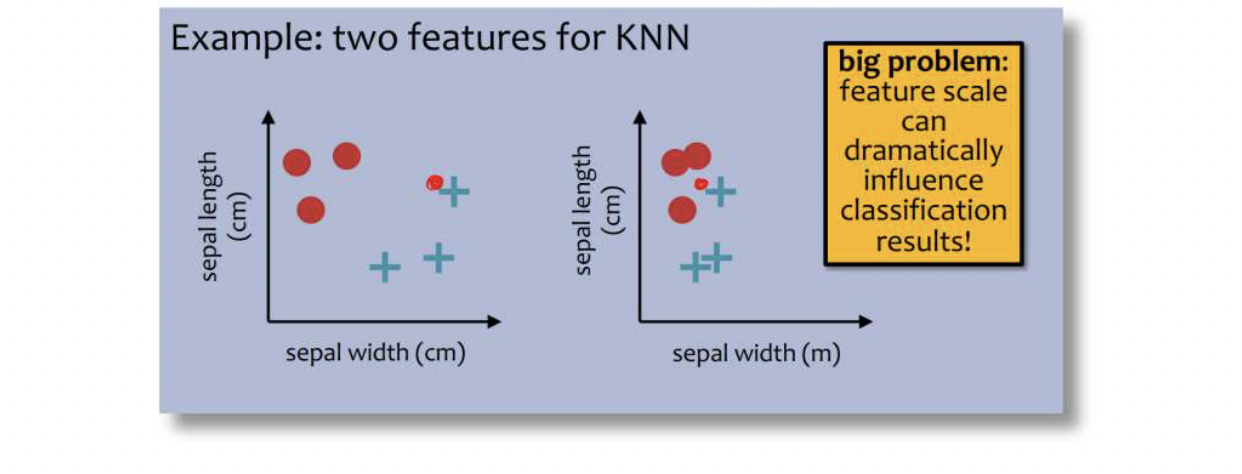 Example: two features for KNN
big problem:
feature scale
can
dramatically
influence
classification
results!
sepal length
(cm)
sepal width (cm)
sepal length
(cm)
sepal width (m)